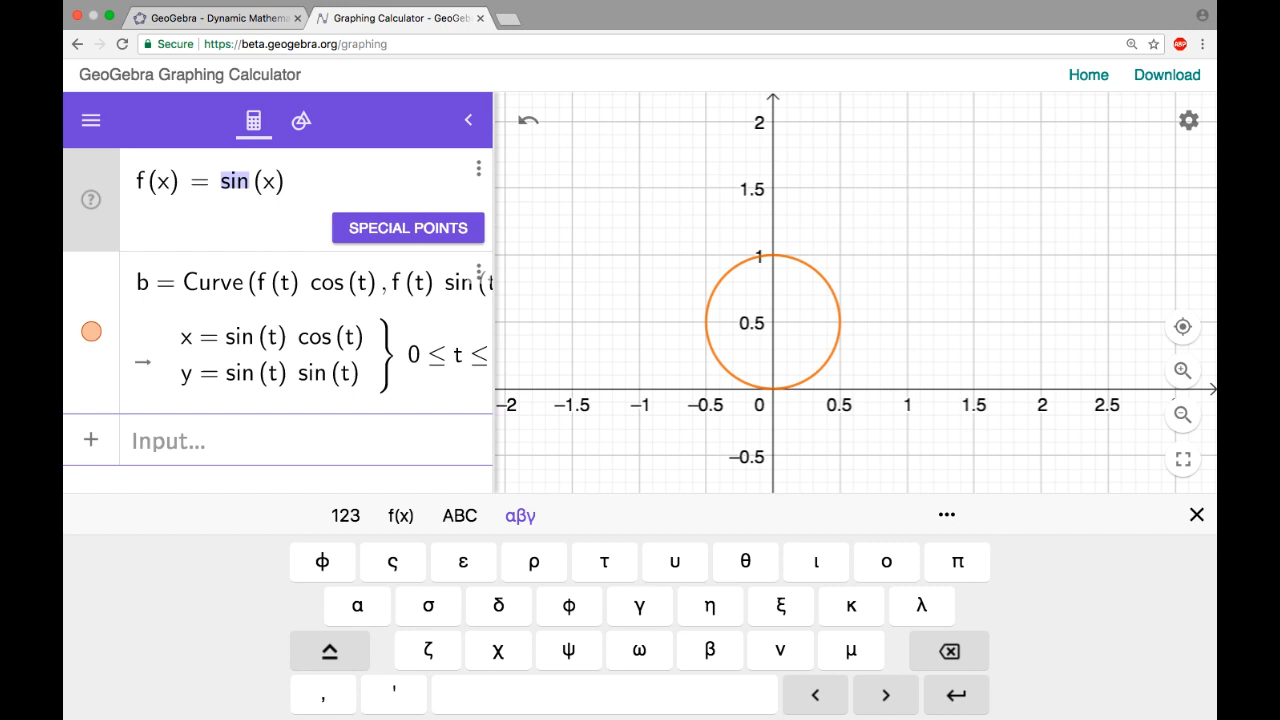 GeoGebra - Dynamic Mathema
Graphing Calculator - GeoGeb
Secure
https://beta.geogebra.org/graphing
ABP
GeoGebra Graphing Calculator
Home
Download
f(x) = sin(x)
SPECIAL POINTS
b = Curve(f(t) cos(t), f(t) sin(t
x = sin(t) cos(t)
y = sin(t) sin(t)
} 0 ≤ t ≤
→
+ Input...
2
1.5
1
0.5
−2 −1.5 −1 −0.5 0 0.5 1 1.5 2 2.5
−0.5
123 f(x) ABC αβγ ...
φ ς ε ρ τ υ θ ι ο π
α σ δ φ γ η ξ κ λ
ζ χ ψ ω β ν μ
, ' < >